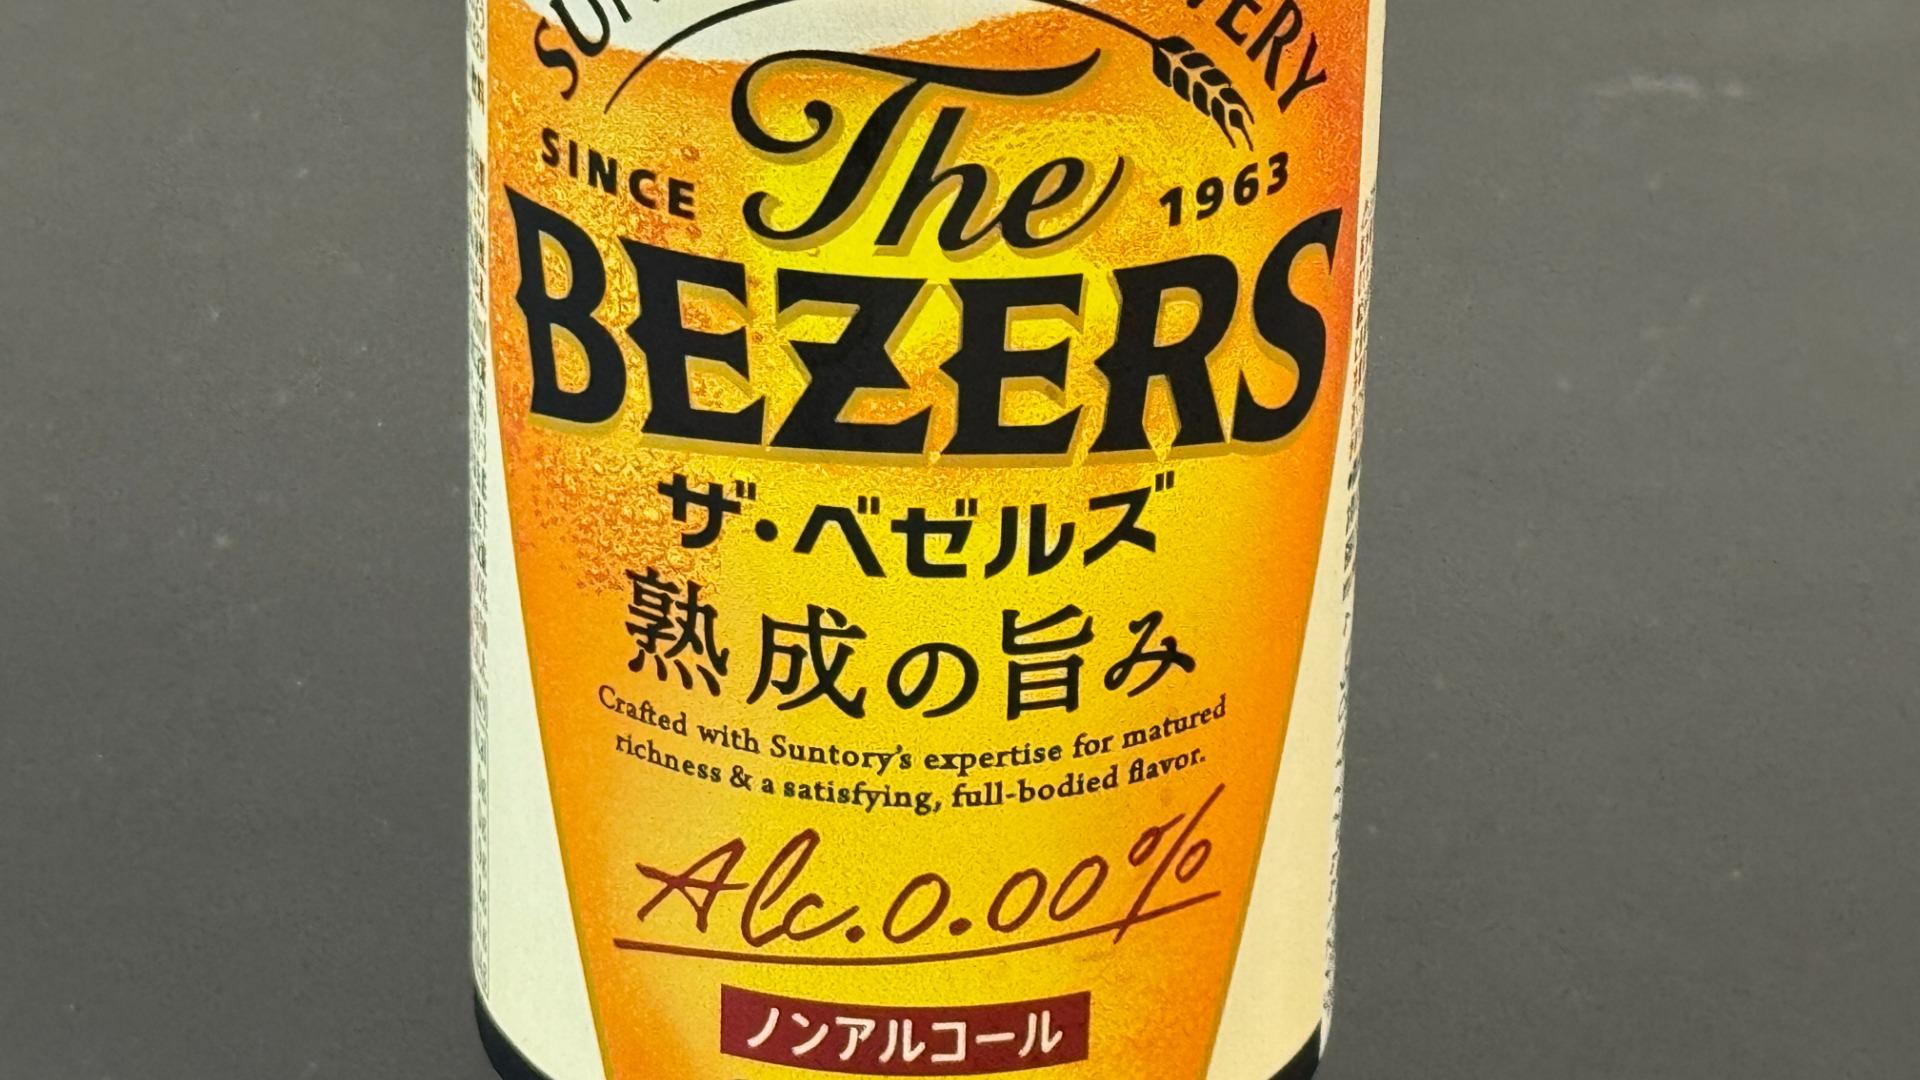 SINCE 1963
The
BEZERS
ザ・ベゼルズ
熟成の旨み
Crafted with Suntory's expertise for matured
richness & a satisfying, full-bodied flavor.
Alc.0.00%
ノンアルコール